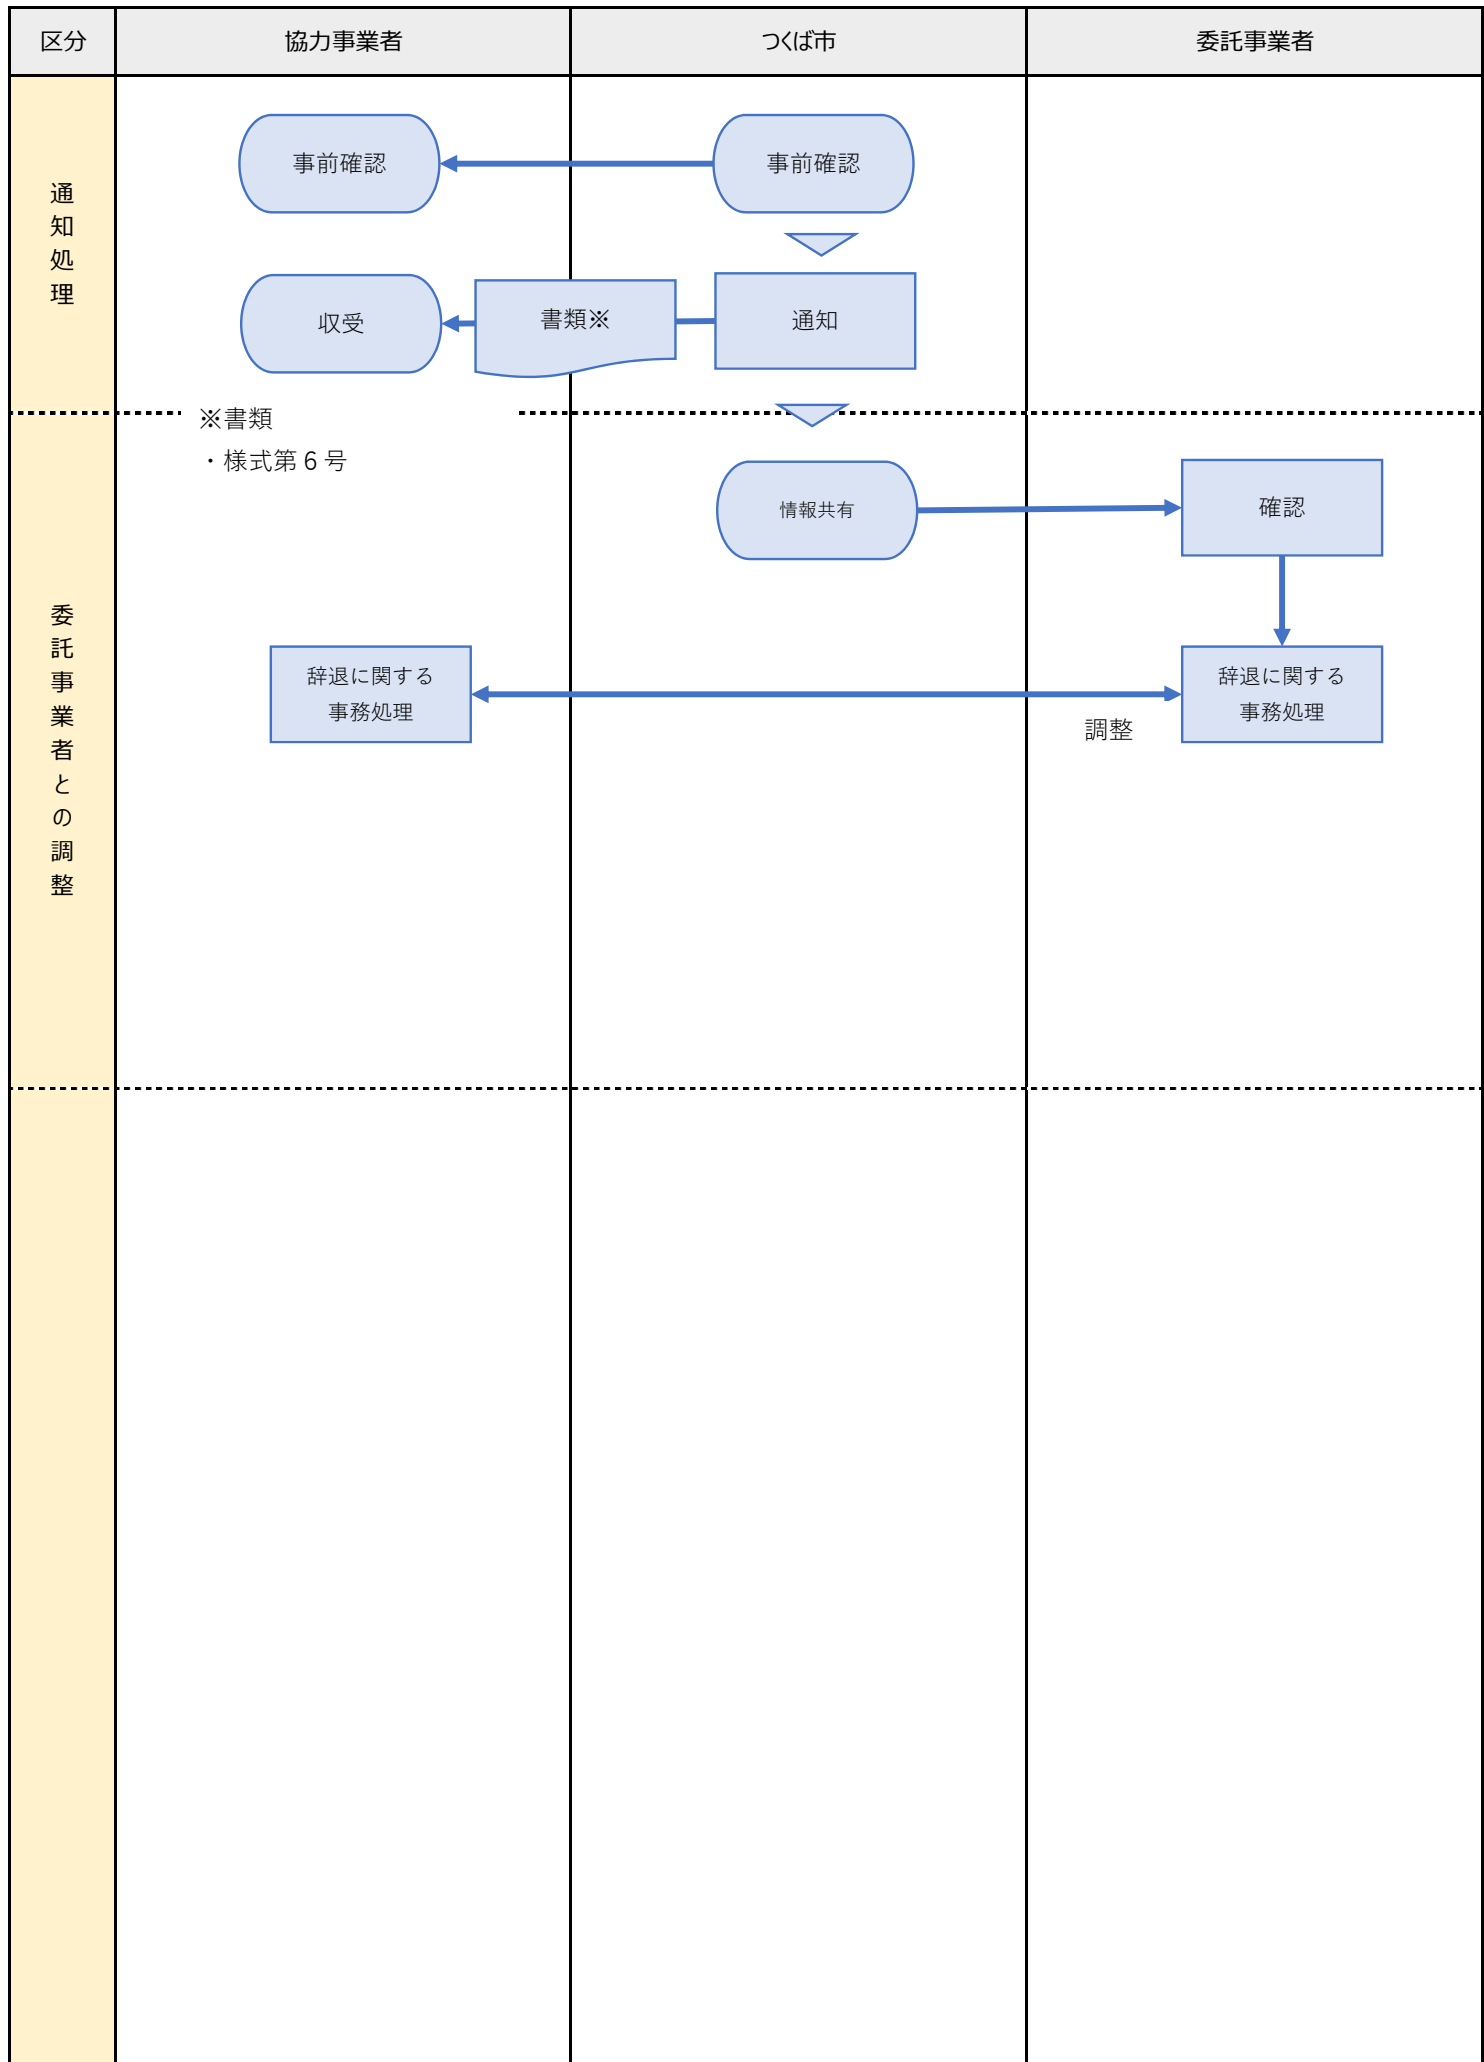 区分
協力事業者
つくば市
委託事業者
通知処理
事前確認
事前確認
収受
書類※
通知
※書類
・様式第6号
委託事業者との調整
情報共有
確認
辞退に関する
事務処理
調整
辞退に関する
事務処理